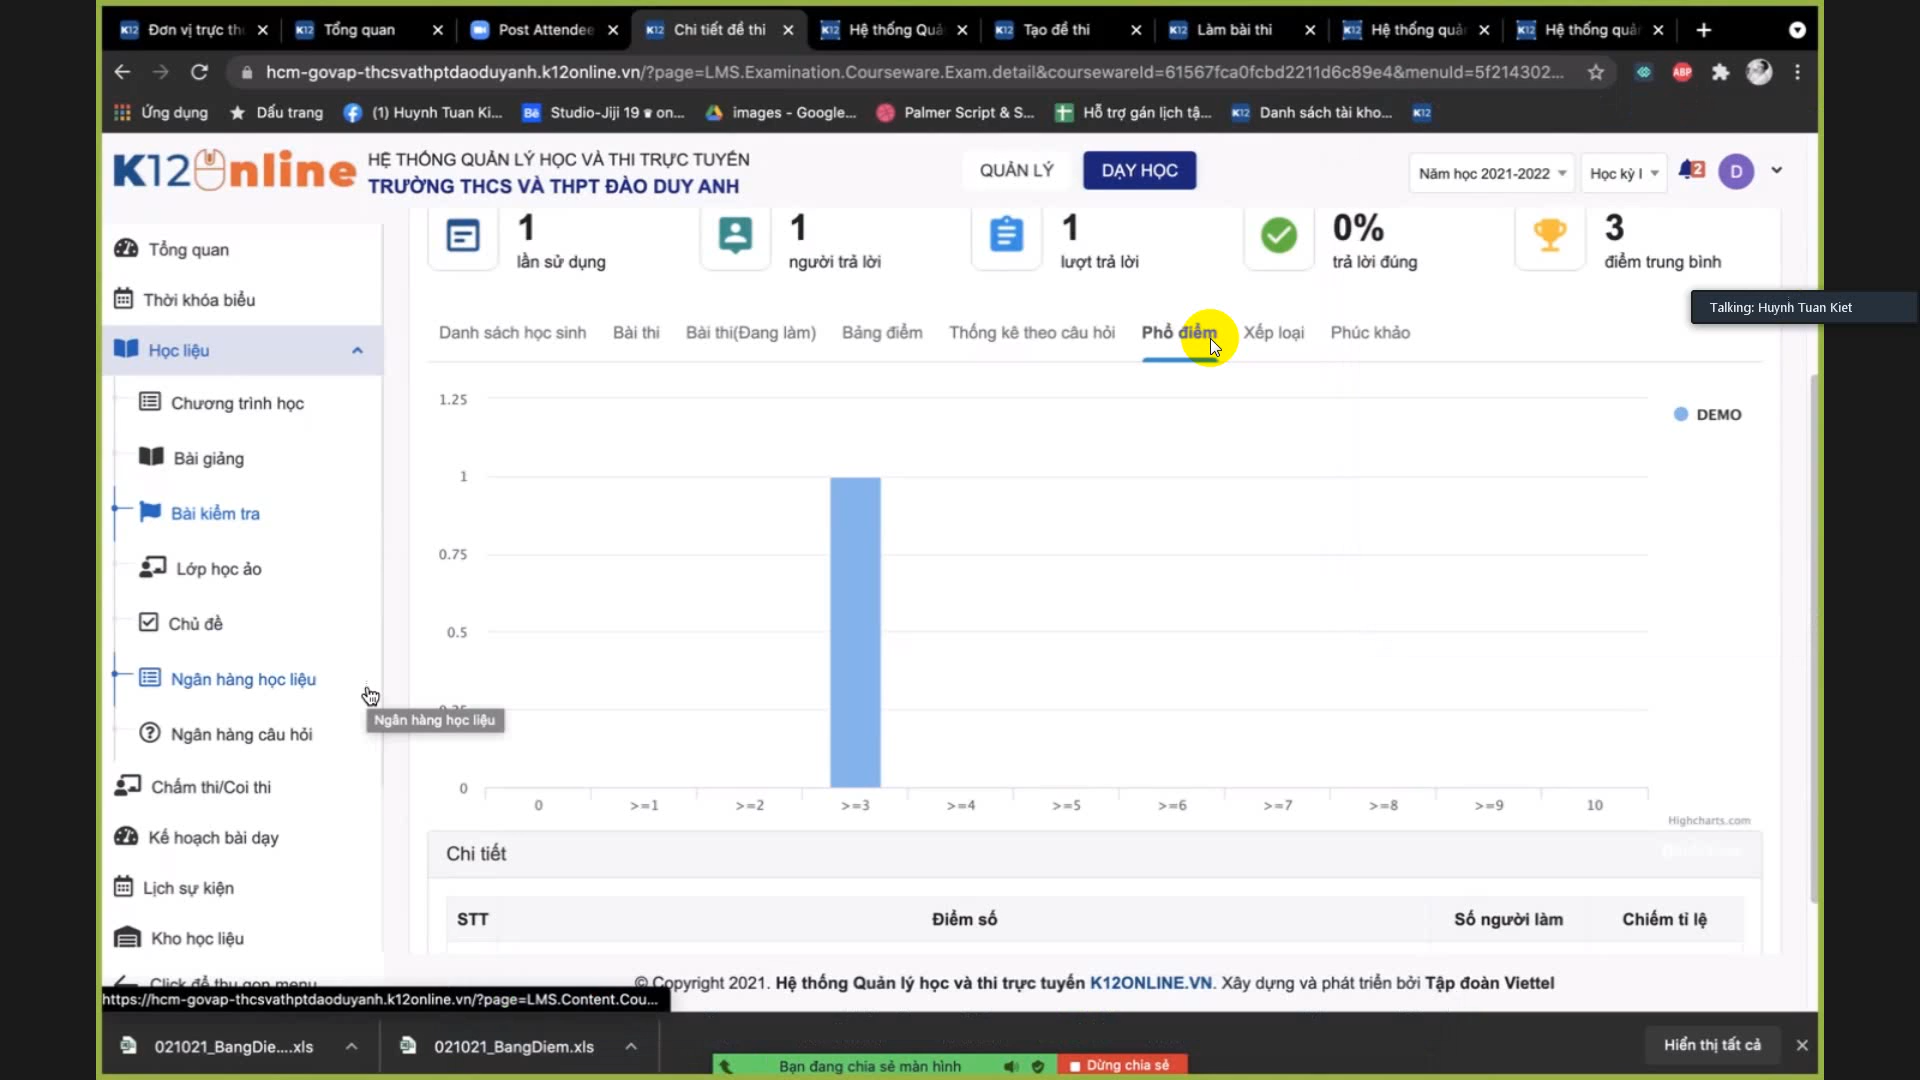 Đơn vị trực th
Tổng quan
Post Attendee
Chi tiết đề thi
Hệ thống Quả
Tạo đề thi
Làm bài thi
Hệ thống quả
Hệ thống quả
hcm-govap-thcsvathptdaoduyanh.k12online.vn/?page=LMS.Examination.Courseware.Exam.detail&coursewareId=61567fca0fcbd2211d6c89e4&menuId=5f214302...
ABP
Ứng dụng
Dấu trang
(1) Huynh Tuan Ki...
Studio-Jiji 19 ♛ on...
images - Google...
Palmer Script & S...
Hỗ trợ gán lịch tậ...
Danh sách tài kho...
K12
K12Online
HỆ THỐNG QUẢN LÝ HỌC VÀ THI TRỰC TUYẾN
TRƯỜNG THCS VÀ THPT ĐÀO DUY ANH
QUẢN LÝ
DẠY HỌC
Năm học 2021-2022
Học kỳ I
2
D
Tổng quan
Thời khóa biểu
Học liệu
Chương trình học
Bài giảng
Bài kiểm tra
Lớp học ảo
Chủ đề
Ngân hàng học liệu
Ngân hàng học liệu
Ngân hàng câu hỏi
Chấm thi/Coi thi
Kế hoạch bài dạy
Lịch sự kiện
Kho học liệu
Click để thu gọn menu
1
lần sử dụng
1
người trả lời
1
lượt trả lời
0%
trả lời đúng
3
điểm trung bình
Talking: Huynh Tuan Kiet
Danh sách học sinh
Bài thi
Bài thi(Đang làm)
Bảng điểm
Thống kê theo câu hỏi
Phổ điểm
Xếp loại
Phúc khảo
1.25
1
0.75
0.5
0.25
0
DEMO
0
>=1
>=2
>=3
>=4
>=5
>=6
>=7
>=8
>=9
10
Highcharts.com
Chi tiết
STT
Điểm số
Số người làm
Chiếm tỉ lệ
© Copyright 2021. Hệ thống Quản lý học và thi trực tuyến K12ONLINE.VN. Xây dựng và phát triển bởi Tập đoàn Viettel
https://hcm-govap-thcsvathptdaoduyanh.k12online.vn/?page=LMS.Content.Cou...
021021_BangDie....xls
021021_BangDiem.xls
Hiển thị tất cả
Bạn đang chia sẻ màn hình
Dừng chia sẻ